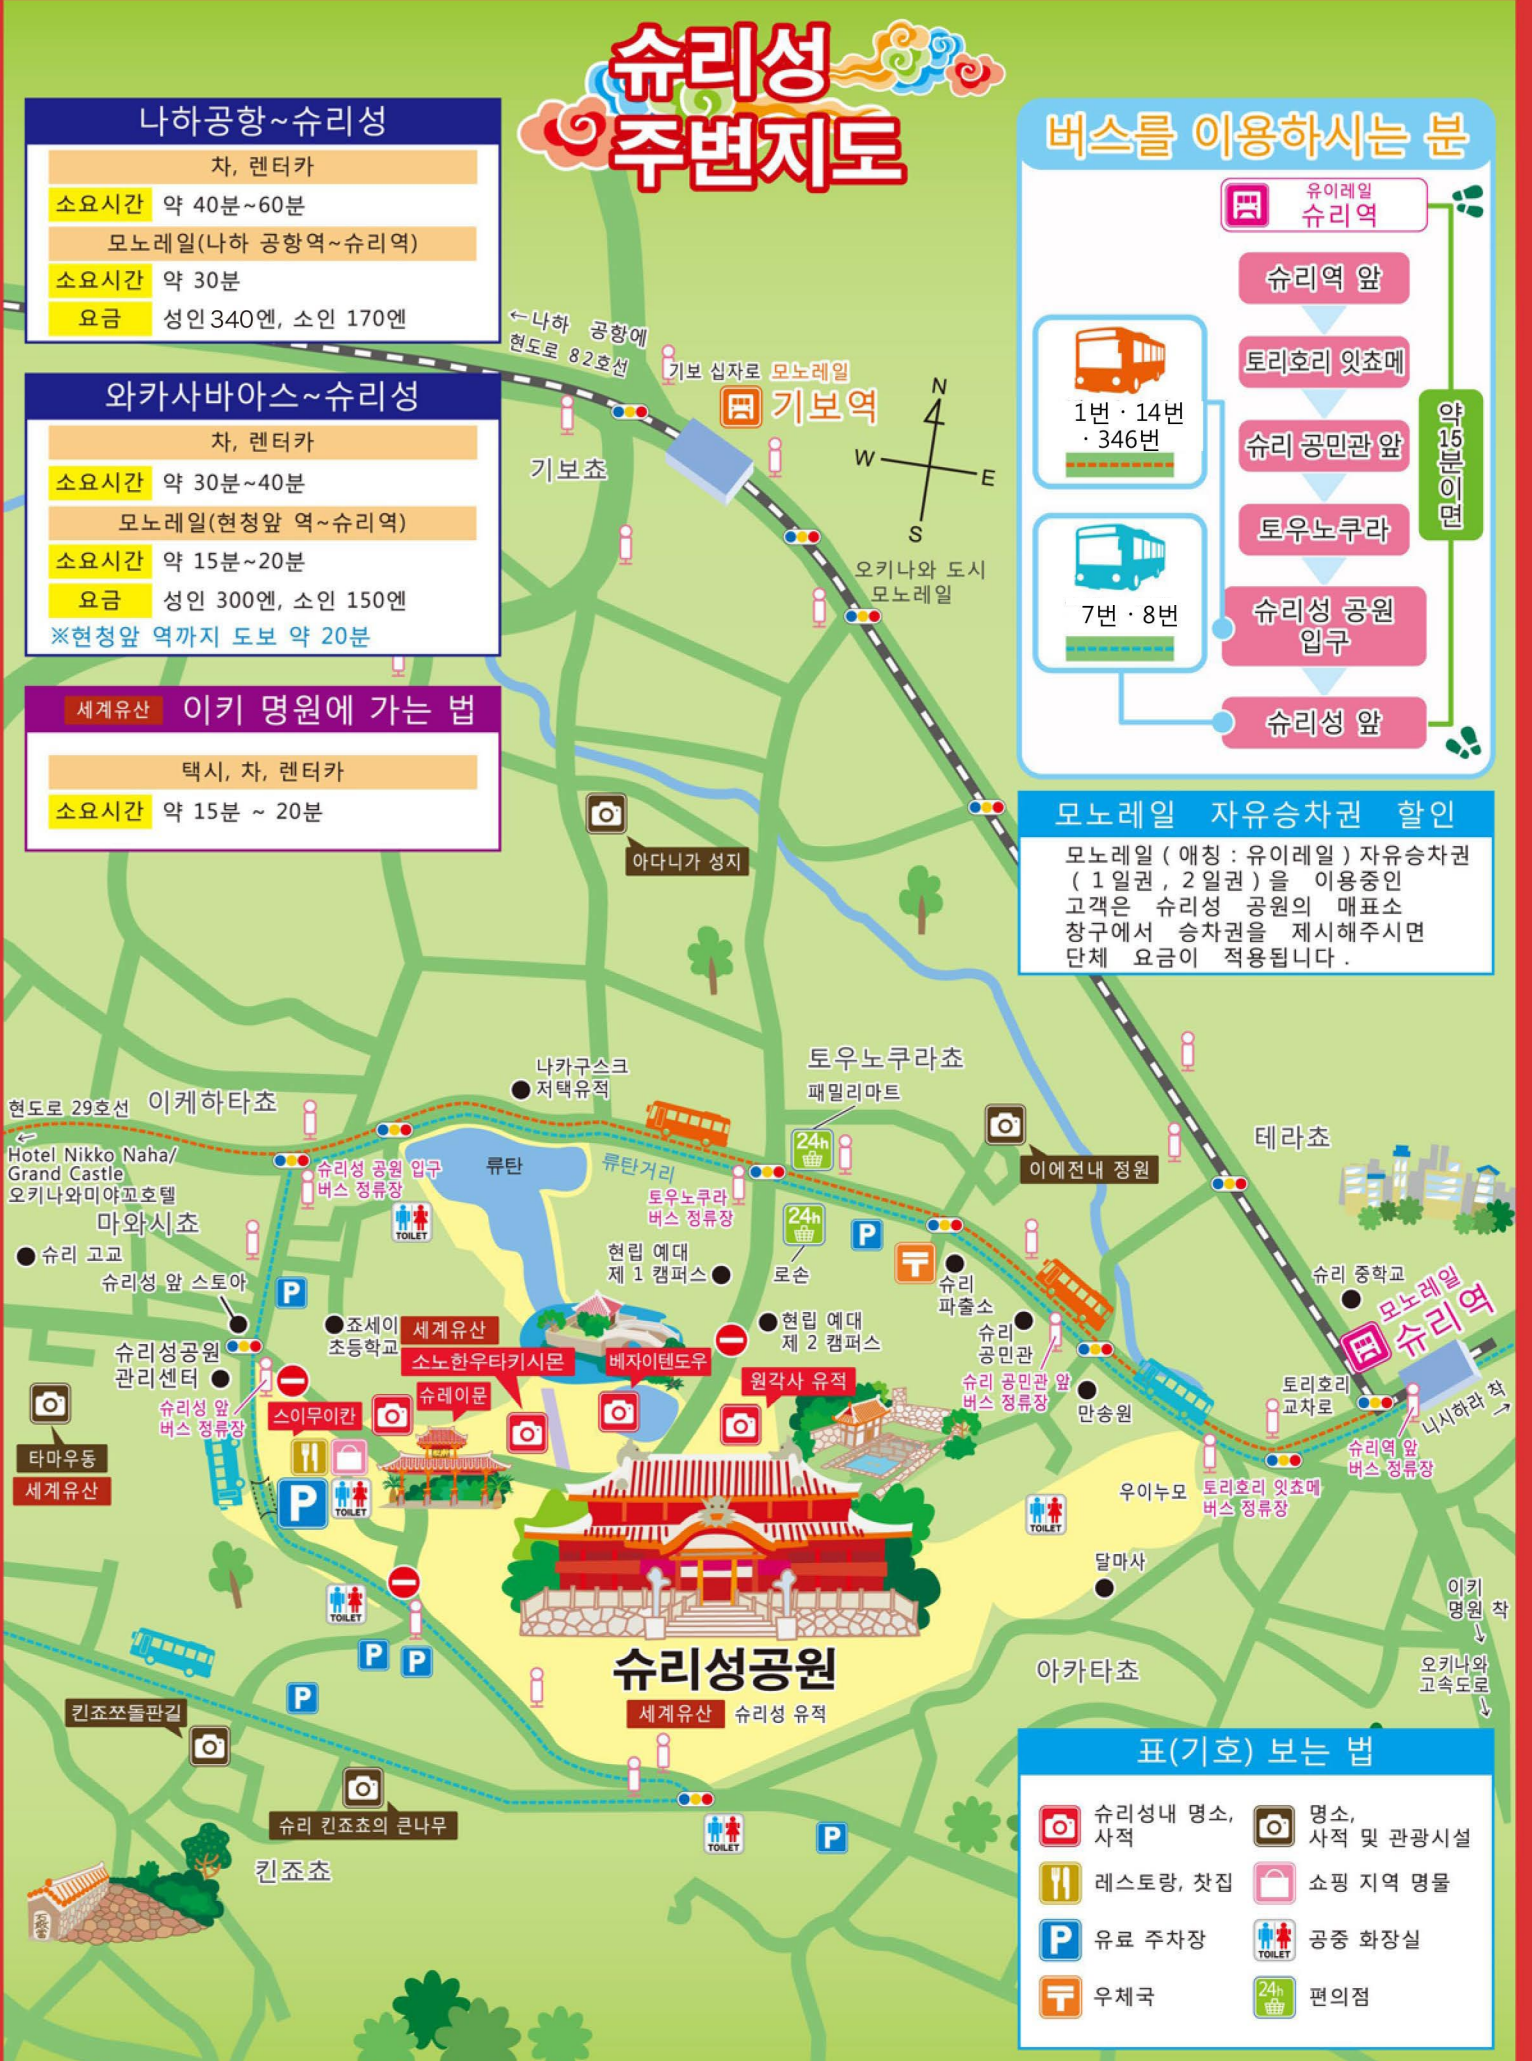 슈리성
주변지도
나하공항~슈리성
차, 렌터카
소요시간 약 40분~60분
모노레일(나하 공항역~슈리역)
소요시간 약 30분
요금 성인340엔, 소인 170엔
와카사바아스~슈리성
차, 렌터카
소요시간 약 30분~40분
모노레일(현청앞 역~슈리역)
소요시간 약 15분~20분
요금 성인 300엔, 소인 150엔
※현청앞 역까지 도보 약 20분
세계유산 이키 명원에 가는 법
택시, 차, 렌터카
소요시간 약 15분 ~ 20분
버스를 이용하시는 분
유이레일
슈리역
슈리역 앞
토리호리 잇쵸메
슈리 공민관 앞
토우노쿠라
슈리성 공원
입구
슈리성 앞
1번 · 14번
· 346번
7번 · 8번
약15분이면
모노레일 자유승차권 할인
모노레일 ( 애칭 : 유이레일 ) 자유승차권
( 1 일권 , 2 일권 ) 을 이용중인
고객은 슈리성 공원의 매표소
창구에서 승차권을 제시해주시면
단체 요금이 적용됩니다 .
←나하 공항에
현도로 82호선
기보 십자로
모노레일
기보역
기보쵸
N
W
E
S
오키나와 도시
모노레일
아다니가 성지
나카구스크
저택유적
토우노쿠라쵸
패밀리마트
24h
이케하타쵸
현도로 29호선
←
Hotel Nikko Naha/
Grand Castle
오키나와미야꼬호텔
마와시쵸
슈리 고교
슈리성 앞 스토아
슈리성 공원 입구
버스 정류장
TOILET
류탄
류탄거리
토우노쿠라
버스 정류장
24h
로손
P
이에전내 정원
테라쵸
현립 예대
제 1 캠퍼스
현립 예대
제 2 캠퍼스
슈리
파출소
슈리
공민관
슈리 공민관 앞
버스 정류장
만송원
슈리 중학교
모노레일
슈리역
토리호리
교차로
니시하라 착 →
슈리역 앞
버스 정류장
토리호리 잇쵸메
버스 정류장
우이누모
달마사
이키
명원 착
↓
오키나와
고속도로
↓
P
죠세이
초등학교
세계유산
소노한우타키시몬
베자이텐도우
원각사 유적
슈레이문
스이무이칸
슈리성공원
관리센터
슈리성 앞
버스 정류장
타마우동
세계유산
P
TOILET
TOILET
TOILET
P
P
P
슈리성공원
세계유산 슈리성 유적
아카타쵸
킨죠쪼돌판길
슈리 킨죠쵸의 큰나무
킨죠쵸
TOILET
P
표(기호) 보는 법
슈리성내 명소,
사적
명소,
사적 및 관광시설
레스토랑, 찻집
쇼핑 지역 명물
P 유료 주차장
TOILET 공중 화장실
우체국
24h 편의점